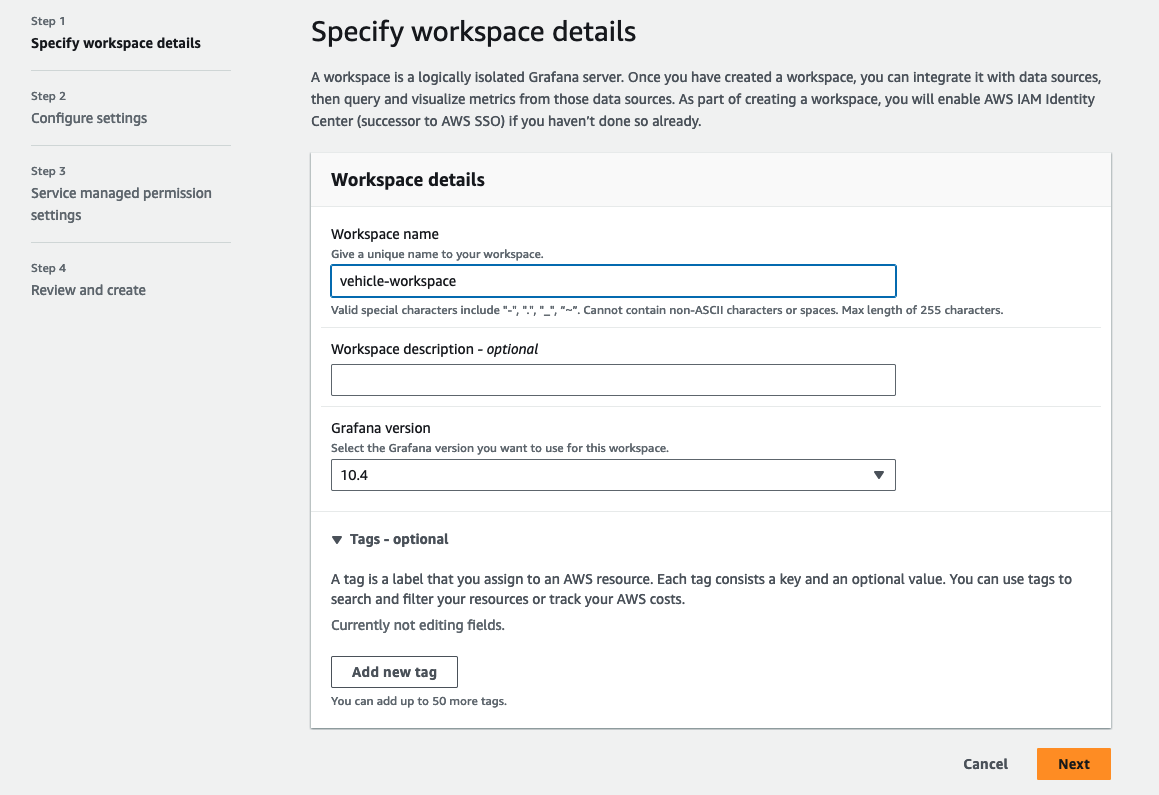 Step 1
Specify workspace details
Step 2
Configure settings
Step 3
Service managed permission
settings
Step 4
Review and create
Specify workspace details
A workspace is a logically isolated Grafana server. Once you have created a workspace, you can integrate it with data sources,
then query and visualize metrics from those data sources. As part of creating a workspace, you will enable AWS IAM Identity
Center (successor to AWS SSO) if you haven't done so already.
Workspace details
Workspace name
Give a unique name to your workspace.
vehicle-workspace
Valid special characters include "-", ".", "_", "~". Cannot contain non-ASCII characters or spaces. Max length of 255 characters.
Workspace description - optional
Grafana version
Select the Grafana version you want to use for this workspace.
10.4
Tags - optional
A tag is a label that you assign to an AWS resource. Each tag consists a key and an optional value. You can use tags to
search and filter your resources or track your AWS costs.
Currently not editing fields.
Add new tag
You can add up to 50 more tags.
Cancel
Next